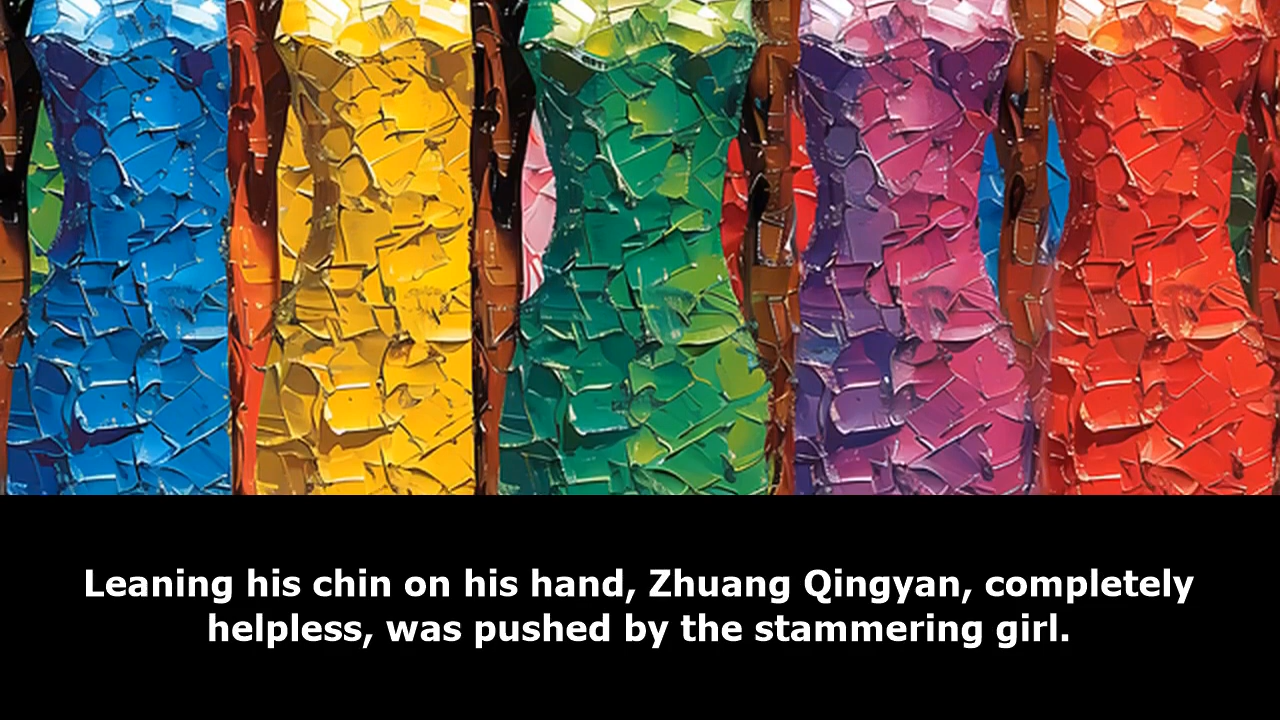 Leaning his chin on his hand, Zhuang Qingyan, completely
helpless, was pushed by the stammering girl.